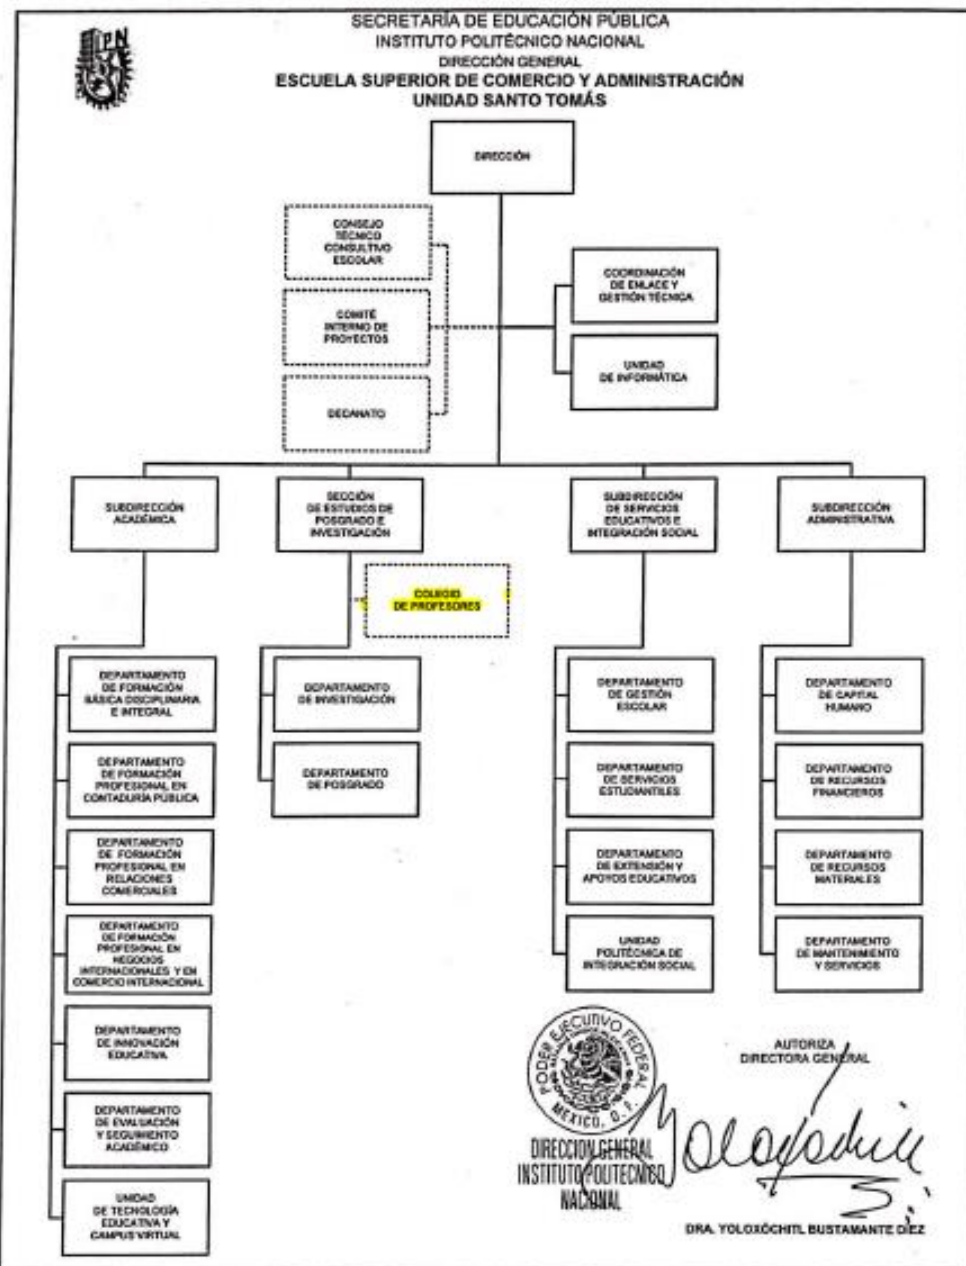 IPN
SECRETARÍA DE EDUCACIÓN PÚBLICA
INSTITUTO POLITÉCNICO NACIONAL
DIRECCIÓN GENERAL
ESCUELA SUPERIOR DE COMERCIO Y ADMINISTRACIÓN
UNIDAD SANTO TOMÁS
DIRECCIÓN
CONSEJO
TÉCNICO
CONSULTIVO
ESCOLAR
COMITÉ
INTERNO DE
PROYECTOS
DECANATO
COORDINACIÓN
DE ENLACE Y
GESTIÓN TÉCNICA
UNIDAD
DE INFORMÁTICA
SUBDIRECCIÓN
ACADÉMICA
SECCIÓN
DE ESTUDIOS DE
POSGRADO E
INVESTIGACIÓN
SUBDIRECCIÓN
DE SERVICIOS
EDUCATIVOS E
INTEGRACIÓN SOCIAL
SUBDIRECCIÓN
ADMINISTRATIVA
COLEGIO
DE PROFESORES
DEPARTAMENTO
DE FORMACIÓN
BÁSICA DISCIPLINARIA
E INTEGRAL
DEPARTAMENTO
DE FORMACIÓN
PROFESIONAL EN
CONTADURÍA PÚBLICA
DEPARTAMENTO
DE FORMACIÓN
PROFESIONAL EN
RELACIONES
COMERCIALES
DEPARTAMENTO
DE FORMACIÓN
PROFESIONAL EN
NEGOCIOS
INTERNACIONALES Y EN
COMERCIO INTERNACIONAL
DEPARTAMENTO
DE INNOVACIÓN
EDUCATIVA
DEPARTAMENTO
DE EVALUACIÓN
Y SEGUIMIENTO
ACADÉMICO
UNIDAD
DE TECNOLOGÍA
EDUCATIVA Y
CAMPUS VIRTUAL
DEPARTAMENTO
DE INVESTIGACIÓN
DEPARTAMENTO
DE POSGRADO
DEPARTAMENTO
DE GESTIÓN
ESCOLAR
DEPARTAMENTO
DE SERVICIOS
ESTUDIANTILES
DEPARTAMENTO
DE EXTENSIÓN Y
APOYOS EDUCATIVOS
UNIDAD
POLITÉCNICA DE
INTEGRACIÓN SOCIAL
DEPARTAMENTO
DE CAPITAL
HUMANO
DEPARTAMENTO
DE RECURSOS
FINANCIEROS
DEPARTAMENTO
DE RECURSOS
MATERIALES
DEPARTAMENTO
DE MANTENIMIENTO
Y SERVICIOS
PODER EJECUTIVO FEDERAL
MEXICO, D. F.
DIRECCION GENERAL
INSTITUTO POLITECNICO
NACIONAL
AUTORIZA
DIRECTORA GENERAL
DRA. YOLOXÓCHITL BUSTAMANTE DÍEZ